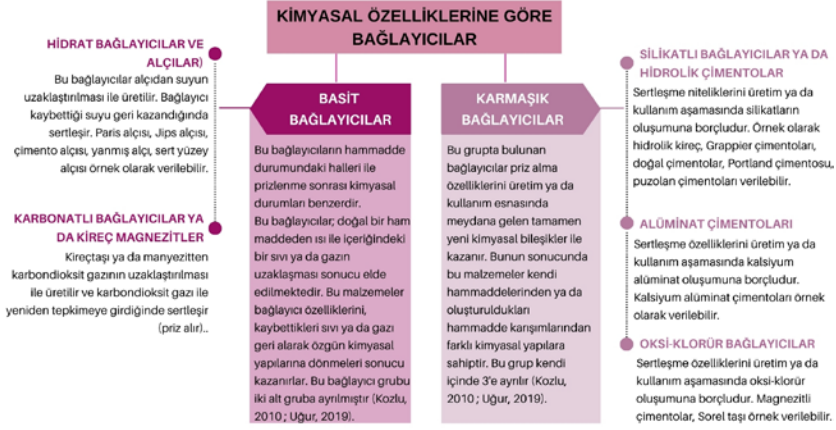 KİMYASAL ÖZELLİKLERİNE GÖRE
BAĞLAYICILAR
HİDRAT BAĞLAYICILAR VE
ALÇILAR)
Bu bağlayıcılar alçıdan suyun
uzaklaştırılması ile üretilir. Bağlayıcı
kaybettiği suyu geri kazandığında
sertleşir. Paris alçısı, Jips alçısı,
çimento alçısı, yanmış alçı, sert yüzey
alçısı örnek olarak verilebilir.
KARBONATLI BAĞLAYICILAR YA
DA KİREÇ MAGNEZİTLER
Kireçtaşı ya da manyezitten
karbondioksit gazının uzaklaştırılması
ile üretilir ve karbondioksit gazı ile
yeniden tepkimeye girdiğinde sertleşir
(priz alır)..
BASİT
BAĞLAYICILAR
Bu bağlayıcıların hammadde
durumundaki halleri ile
prizlenme sonrası kimyasal
durumları benzerdir.
Bu bağlayıcılar; doğal bir ham
maddeden ısı ile içeriğindeki
bir sıvı ya da gazın
uzaklaşması sonucu elde
edilmektedir. Bu malzemeler
bağlayıcı özelliklerini,
kaybettikleri sıvı ya da gazı
geri alarak özgün kimyasal
yapılarına dönmeleri sonucu
kazanırlar. Bu bağlayıcı grubu
iki alt gruba ayrılmıştır (Kozlu,
2010 ; Uğur, 2019).
KARMAŞIK
BAĞLAYICILAR
Bu grupta bulunan
bağlayıcılar priz alma
özelliklerini üretim ya da
kullanım esnasında
meydana gelen tamamen
yeni kimyasal bileşikler ile
kazanır. Bunun sonucunda
bu malzemeler kendi
hammaddelerinden ya da
oluşturuldukları
hammadde karışımlarından
farklı kimyasal yapılara
sahiptir. Bu grup kendi
içinde 3'e ayrılır (Kozlu,
2010 ; Uğur, 2019).
SİLİKATLI BAĞLAYICILAR YA DA
HİDROLİK ÇİMENTOLAR
Sertleşme niteliklerini üretim ya da
kullanım aşamasında silikatların
oluşumuna borçludur. Örnek olarak
hidrolik kireç, Grappier çimentoları,
doğal çimentolar, Portland çimentosu,
puzolan çimentoları verilebilir.
ALÜMİNAT ÇİMENTOLARI
Sertleşme özelliklerini üretim ya da
kullanım aşamasında kalsiyum
alüminat oluşumuna borçludur.
Kalsiyum alüminat çimentoları örnek
olarak verilebilir.
OKSİ-KLORÜR BAĞLAYICILAR
Sertleşme özelliklerini üretim ya da
kullanım aşamasında oksi-klorür
oluşumuna borçludur. Magnezitli
çimentolar, Sorel taşı örnek verilebilir.